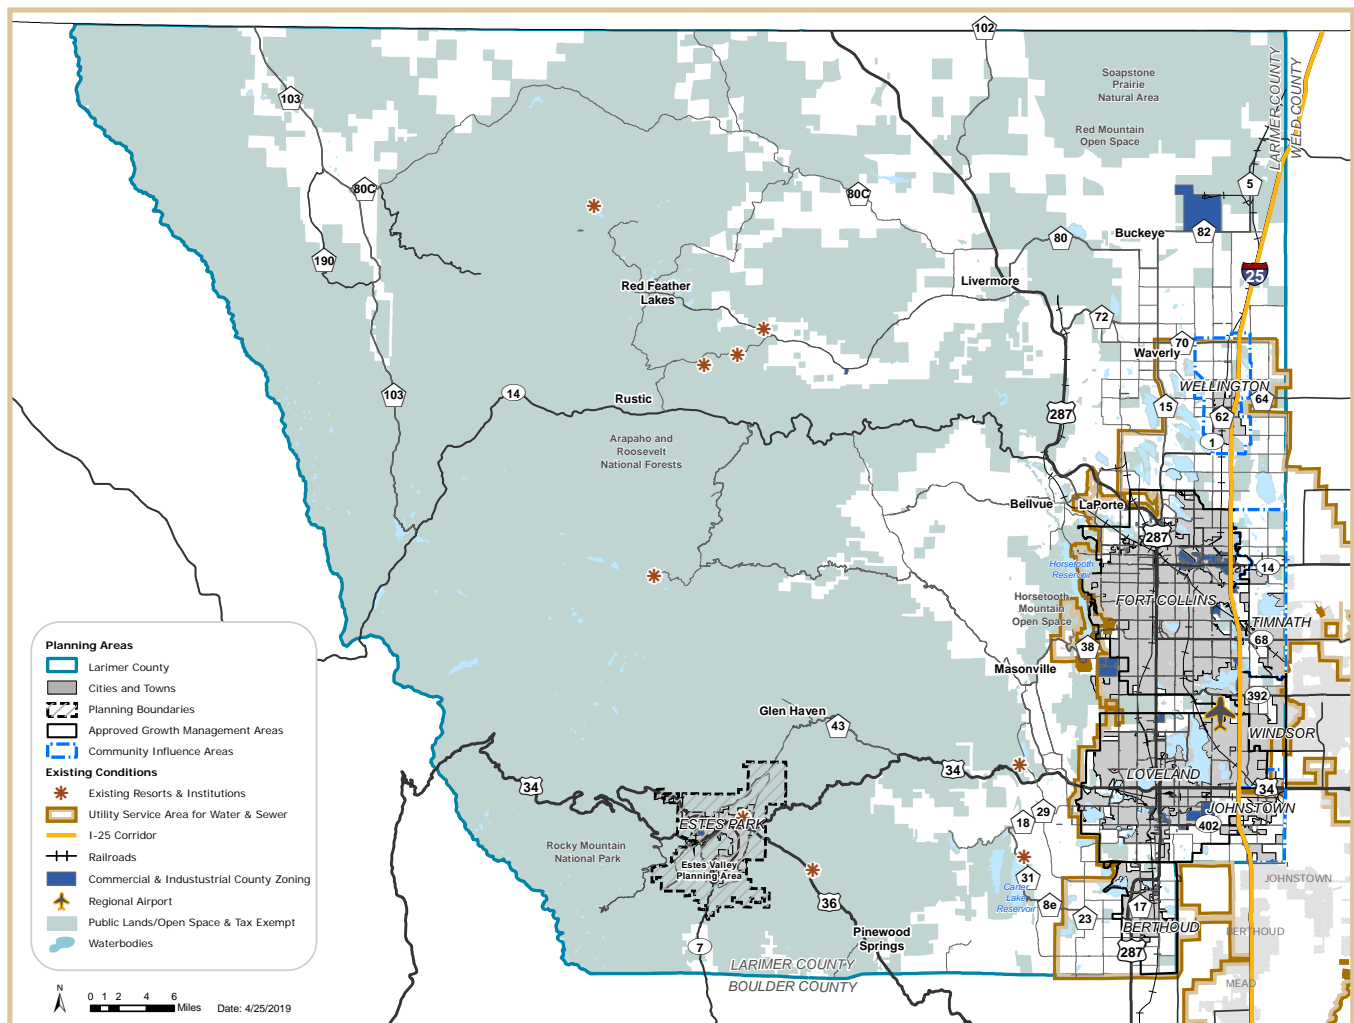 102
103
Soapstone
Prairie
Natural Area
Red Mountain
Open Space
LARIMER COUNTY
WELD COUNTY
5
80C
80C
190
80
Buckeye
82
25
Livermore
Red Feather
Lakes
72
70
Waverly
WELLINGTON
64
15
62
1
103
14
Rustic
287
Arapaho and
Roosevelt
National Forests
Bellvue
LaPorte
287
Horsetooth
Reservoir
14
Horsetooth
Mountain
Open Space
FORT COLLINS
TIMNATH
68
38
Masonville
392
Glen Haven
43
WINDSOR
34
34
LOVELAND
34
JOHNSTOWN
402
29
18
ESTES PARK
Estes Valley
Planning Area
Rocky Mountain
National Park
31
Carter
Lake
Reservoir
8e
23
17
JOHNSTOWN
36
BERTHOUD
BERTHOUD
287
Pinewood
Springs
7
LARIMER COUNTY
BOULDER COUNTY
MEAD
Planning Areas
Larimer County
Cities and Towns
Planning Boundaries
Approved Growth Management Areas
Community Influence Areas
Existing Conditions
Existing Resorts & Institutions
Utility Service Area for Water & Sewer
I-25 Corridor
Railroads
Commercial & Industustrial County Zoning
Regional Airport
Public Lands/Open Space & Tax Exempt
Waterbodies
N
0 1 2 4 6
Miles
Date: 4/25/2019